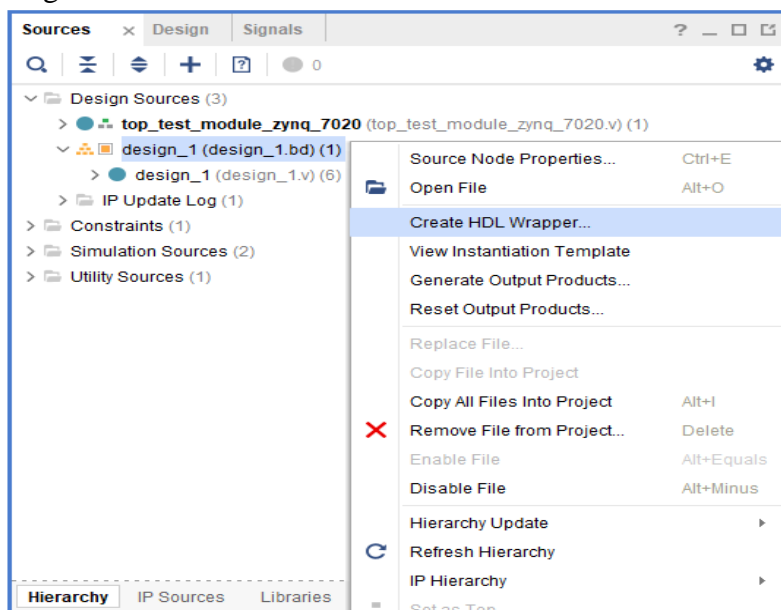 Sources × Design Signals ? _
0
Design Sources (3)
top_test_module_zynq_7020 (top_test_module_zynq_7020.v) (1)
design_1 (design_1.bd) (1)
design_1 (design_1.v) (6)
IP Update Log (1)
Constraints (1)
Simulation Sources (2)
Utility Sources (1)
Source Node Properties... Ctrl+E
Open File Alt+O
Create HDL Wrapper...
View Instantiation Template
Generate Output Products...
Reset Output Products...
Replace File...
Copy File Into Project
Copy All Files Into Project Alt+I
Remove File from Project... Delete
Enable File Alt+Equals
Disable File Alt+Minus
Hierarchy Update
Refresh Hierarchy
IP Hierarchy
Set as Top
Hierarchy IP Sources Libraries